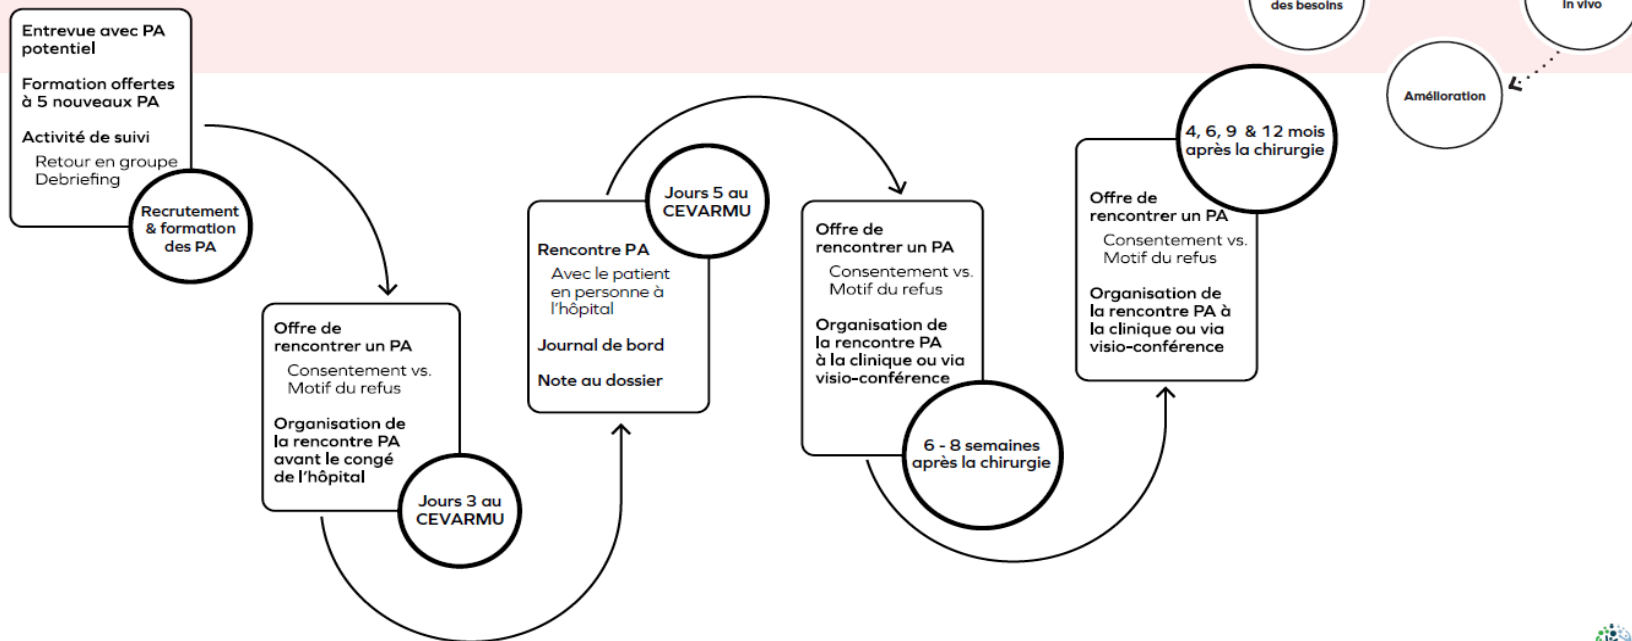 Entrevue avec PA
potentiel
Formation offertes
à 5 nouveaux PA
Activité de suivi
Retour en groupe
Debriefing
Recrutement
& formation
des PA
Offre de
rencontrer un PA
Consentement vs.
Motif du refus
Organisation de
la rencontre PA
avant le congé
de l'hôpital
Jours 3 au
CEVARMU
Jours 5 au
CEVARMU
Rencontre PA
Avec le patient
en personne à
l'hôpital
Journal de bord
Note au dossier
Offre de
rencontrer un PA
Consentement vs.
Motif du refus
Organisation de
la rencontre PA
à la clinique ou via
visio-conférence
6 - 8 semaines
après la chirurgie
4, 6, 9 & 12 mois
après la chirurgie
Offre de
rencontrer un PA
Consentement vs.
Motif du refus
Organisation de
la rencontre PA à
la clinique ou via
visio-conférence
des besoins
In vivo
Amélioration